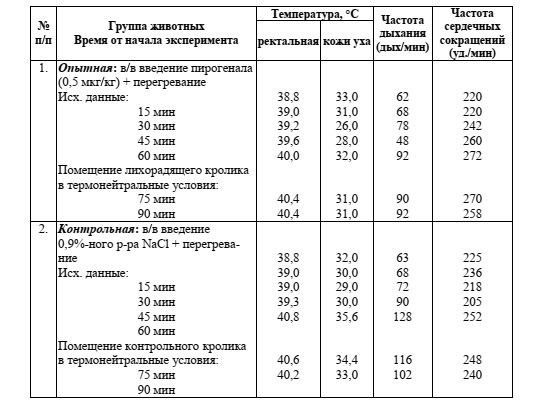 №
п/п
Группа животных
Время от начала эксперимента
Температура, °С
ректальная
кожи уха
Частота
дыхания
(дых/мин)
Частота
сердечных
сокращений
(уд./мин)
1. Опытная: в/в введение пирогенала
(0,5 мкг/кг) + перегревание
Исх. данные: 38,8 33,0 62 220
15 мин 39,0 31,0 68 220
30 мин 39,2 26,0 78 242
45 мин 39,6 28,0 48 260
60 мин 40,0 32,0 92 272
Помещение лихорадящего кролика
в термонейтральные условия:
75 мин 40,4 31,0 90 270
90 мин 40,4 31,0 92 258
2. Контрольная: в/в введение
0,9%-ного р-ра NaCl + перегрева-
ние 38,8 32,0 63 225
Исх. данные: 39,0 30,0 68 236
15 мин 39,0 29,0 72 218
30 мин 39,3 30,0 90 205
45 мин 40,8 35,6 128 252
60 мин
Помещение контрольного кролика
в термонейтральные условия: 40,6 34,4 116 248
75 мин 40,2 33,0 102 240
90 мин